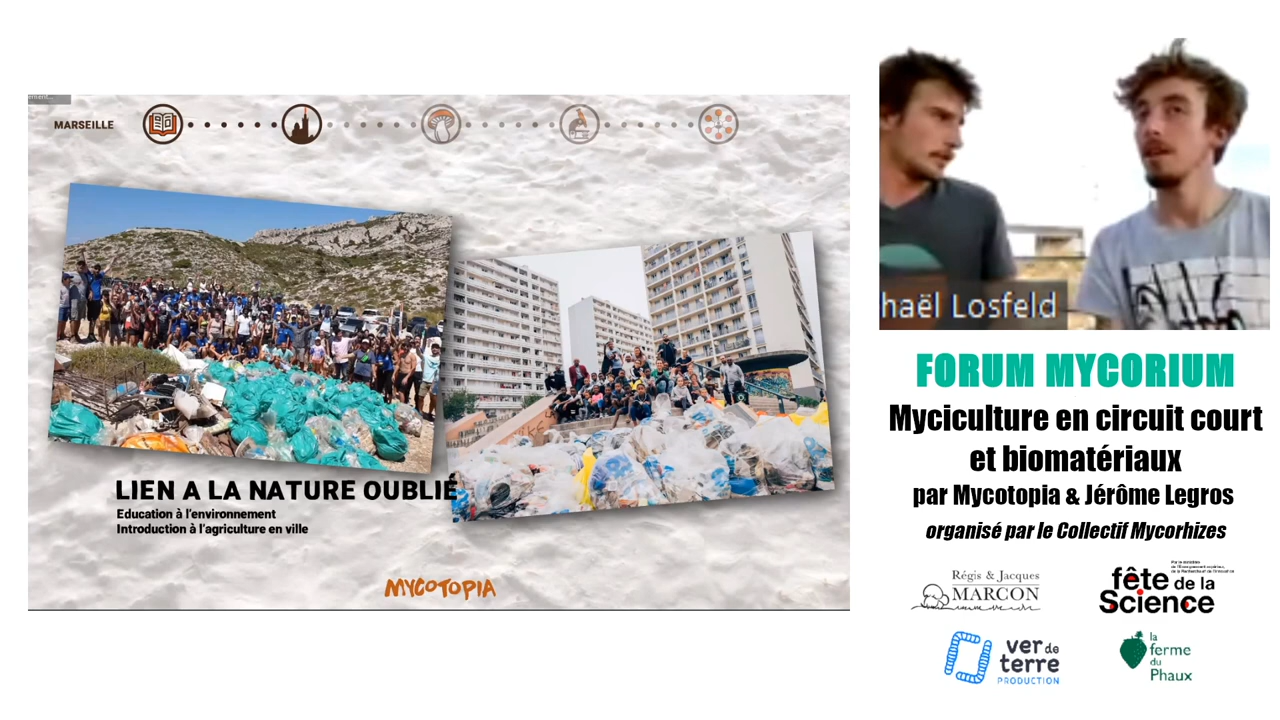 MARSEILLE
LIEN A LA NATURE OUBLIÉ
Education à l'environnement
Introduction à l'agriculture en ville
MYCOTOPIA
haël Losfeld
FORUM MYCORIUM
Myciculture en circuit court
et biomatériaux
par Mycotopia & Jérôme Legros
organisé par le Collectif Mycorhizes
Régis & Jacques
MARCON
fête de la
Science
ver de
terre
PRODUCTION
la
ferme
du
Phaux